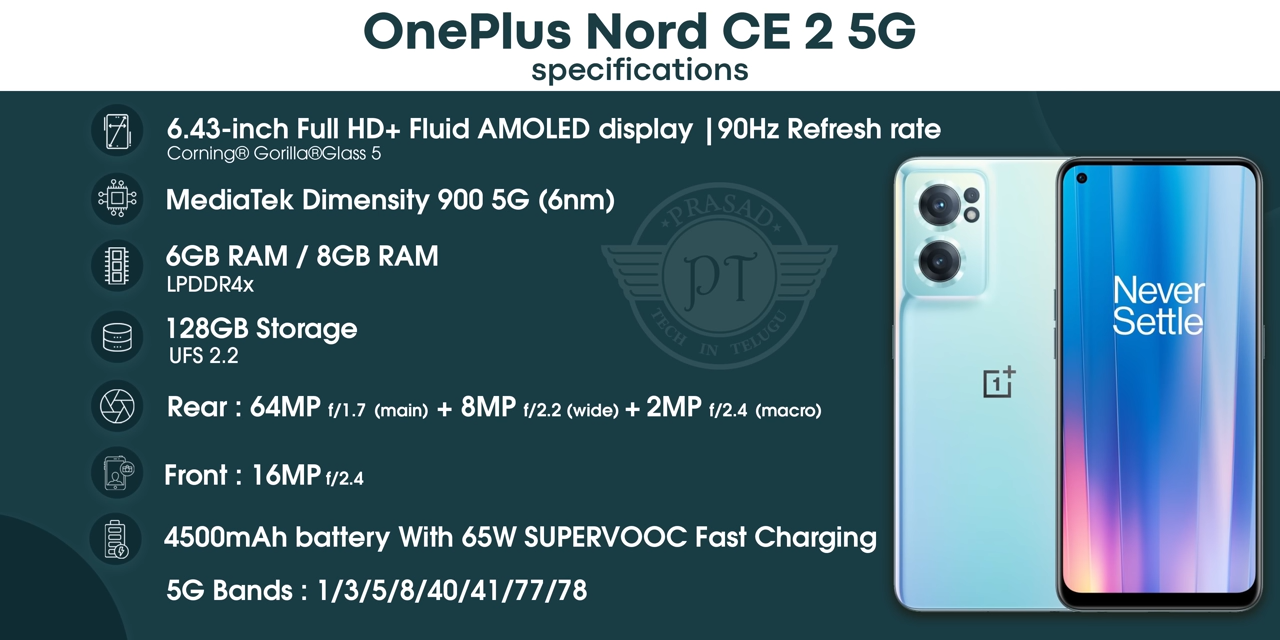 OnePlus Nord CE 2 5G
specifications
6.43-inch Full HD+ Fluid AMOLED display | 90Hz Refresh rate
Corning® Gorilla®Glass 5
MediaTek Dimensity 900 5G (6nm)
6GB RAM / 8GB RAM
LPDDR4x
128GB Storage
UFS 2.2
Rear : 64MP f/1.7 (main) + 8MP f/2.2 (wide) + 2MP f/2.4 (macro)
Front : 16MP f/2.4
4500mAh battery With 65W SUPERVOOC Fast Charging
5G Bands : 1/3/5/8/40/41/77/78
PRASAD
PT
TECH IN TELUGU
1+
Never
Settle